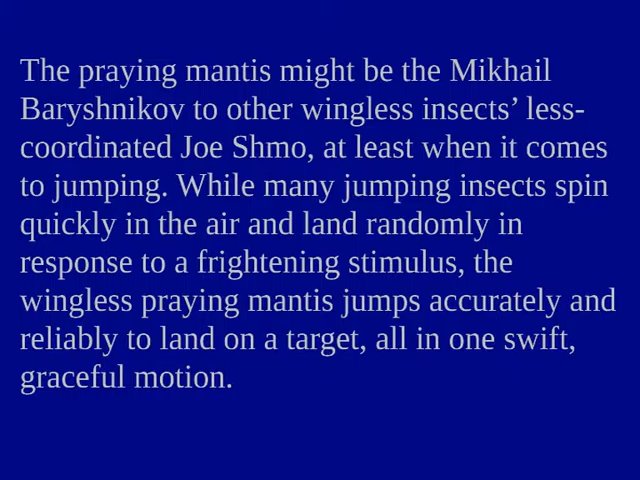 The praying mantis might be the Mikhail
Baryshnikov to other wingless insects’ less-
coordinated Joe Shmo, at least when it comes
to jumping. While many jumping insects spin
quickly in the air and land randomly in
response to a frightening stimulus, the
wingless praying mantis jumps accurately and
reliably to land on a target, all in one swift,
graceful motion.